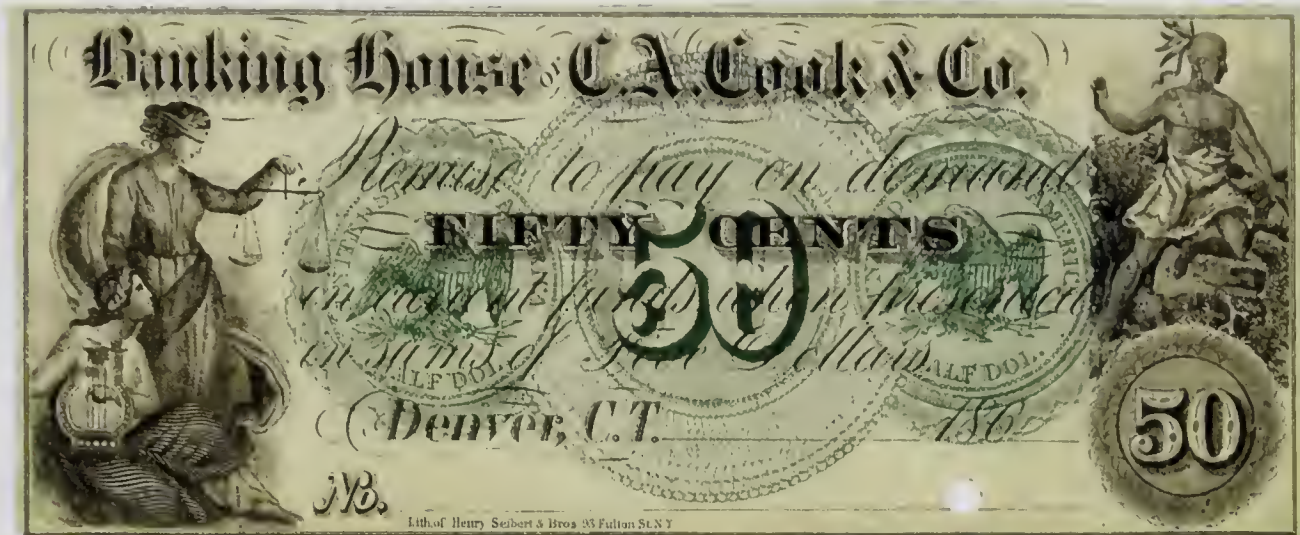 Banking House of C.A. Cook & Co.
Promise to pay on demand
FIFTY CENTS
50
in current funds when presented
in sums of Five Dollars
HALF DOL.
HALF DOL.
Denver, C.T. 186
50
No.
Lith. of Henry Seibert & Bros 93 Fulton St. N Y